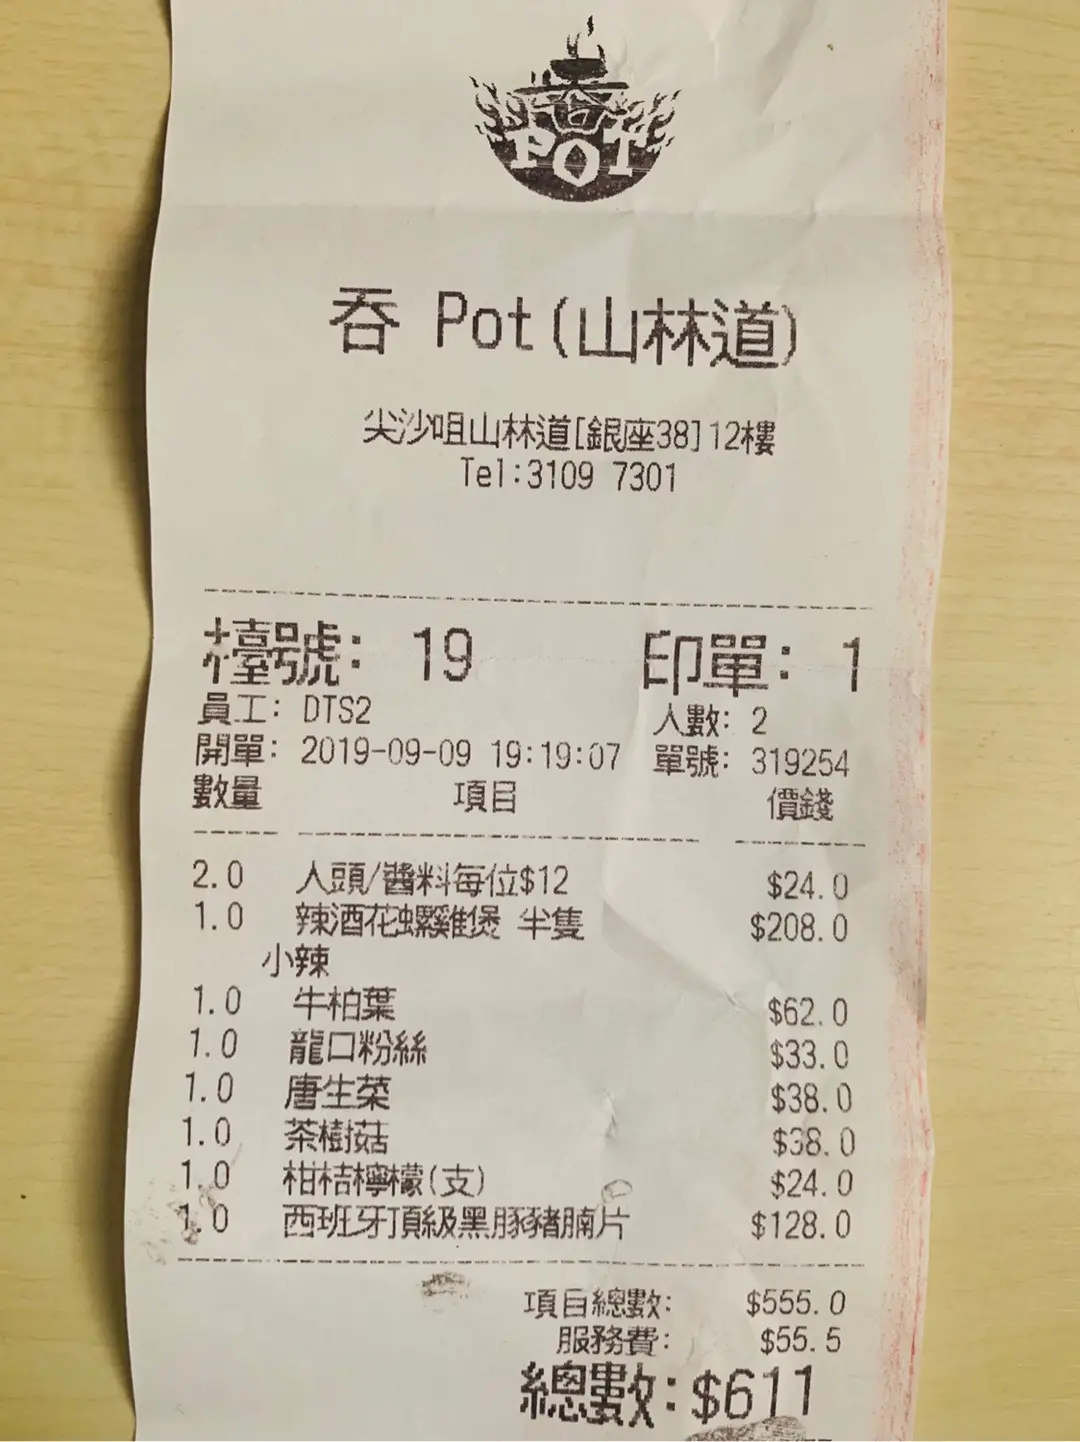 吞
POT
吞 Pot(山林道)
尖沙咀山林道[銀座38]12樓
Tel:3109 7301
檯號: 19 印單: 1
員工: DTS2 人數: 2
開單: 2019-09-09 19:19:07 單號: 319254
數量 項目 價錢
2.0 人頭/醬料每位$12 $24.0
1.0 辣酒花螺雞煲 半隻 $208.0
小辣
1.0 牛柏葉 $62.0
1.0 龍口粉絲 $33.0
1.0 唐生菜 $38.0
1.0 茶樹菇 $38.0
1.0 柑桔檸檬(支) $24.0
1.0 西班牙頂級黑豚豬腩片 $128.0
項目總數: $555.0
服務費: $55.5
總數: $611